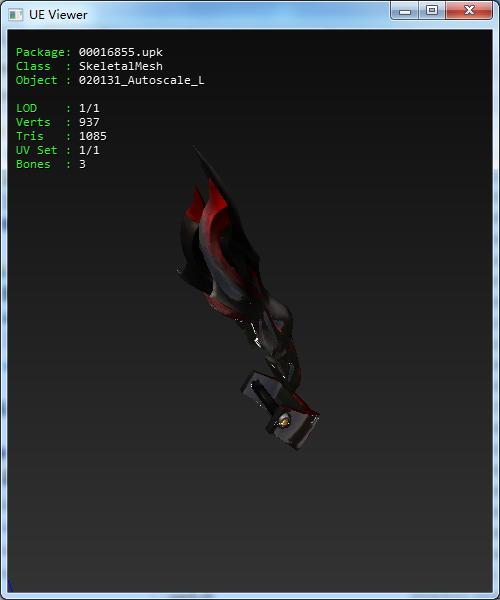 UE Viewer
Package: 00016855.upk
Class : SkeletalMesh
Object : 020131_Autoscale_L
LOD : 1/1
Verts : 937
Tris : 1085
UV Set : 1/1
Bones : 3